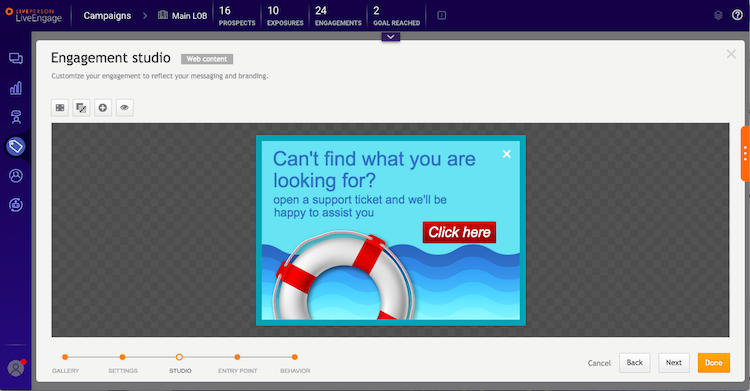 LIVEPERSON
LiveEngage
Campaigns
Main LOB
16
PROSPECTS
10
EXPOSURES
24
ENGAGEMENTS
2
GOAL REACHED
Engagement studio
Web content
Customize your engagement to reflect your messaging and branding.
Can't find what you are
looking for?
open a support ticket and we'll be
happy to assist you
Click here
GALLERY
SETTINGS
STUDIO
ENTRY POINT
BEHAVIOR
Cancel
Back
Next
Done